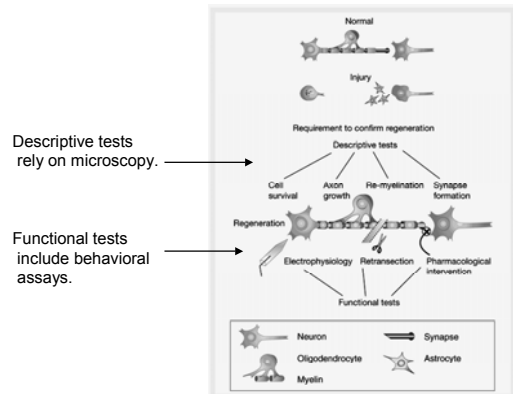 Normal
Injury
Requirement to confirm regeneration
Descriptive tests
Descriptive tests
rely on microscopy.
Cell
survival
Axon
growth
Re-myelination
Synapse
formation
Regeneration
Functional tests
include behavioral
assays.
Electrophysiology
Retransection
Pharmacological
intervention
Functional tests
Neuron
Synapse
Oligodendrocyte
Astrocyte
Myelin